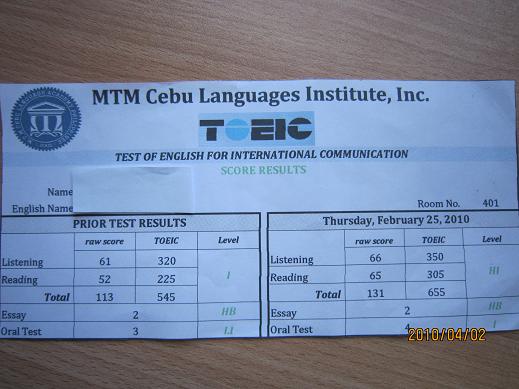 MTM Cebu Languages Institute, Inc.
TOEIC
TEST OF ENGLISH FOR INTERNATIONAL COMMUNICATION
SCORE RESULTS
Name
English Name
Room No. 401
PRIOR TEST RESULTS
raw score TOEIC Level
Listening 61 320
I
Reading 52 225
Total 113 545
Essay 2 HB
Oral Test 3 LI
Thursday, February 25, 2010
raw score TOEIC Level
Listening 66 350
HI
Reading 65 305
Total 131 655
Essay 2 HB
Oral Test I
2010/04/02